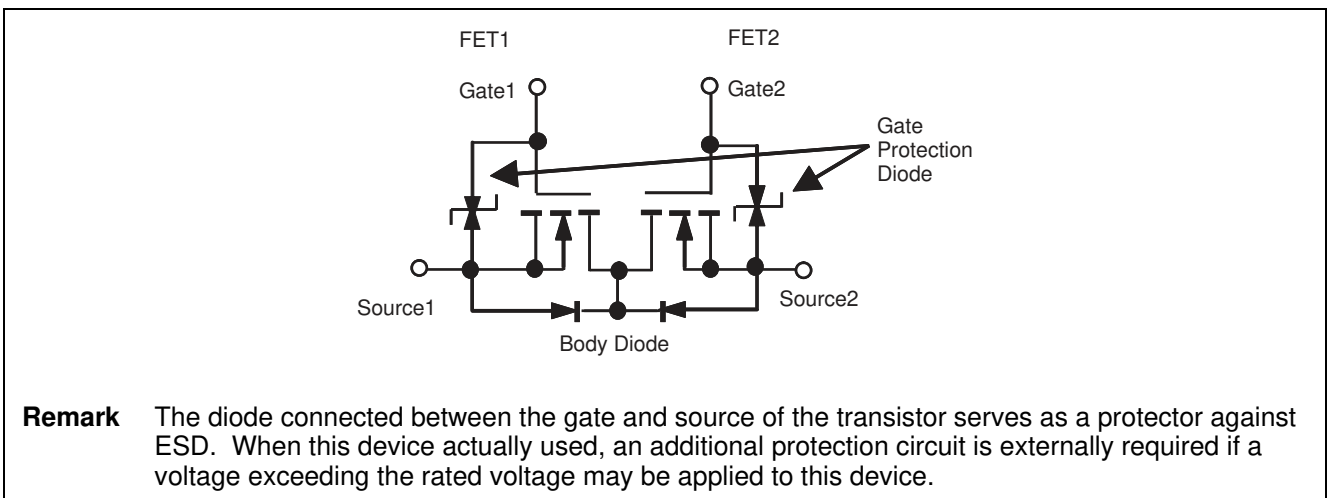 FET1 FET2
Gate1 Gate2
Gate
Protection
Diode
Source1 Source2
Body Diode
Remark The diode connected between the gate and source of the transistor serves as a protector against
ESD. When this device actually used, an additional protection circuit is externally required if a
voltage exceeding the rated voltage may be applied to this device.